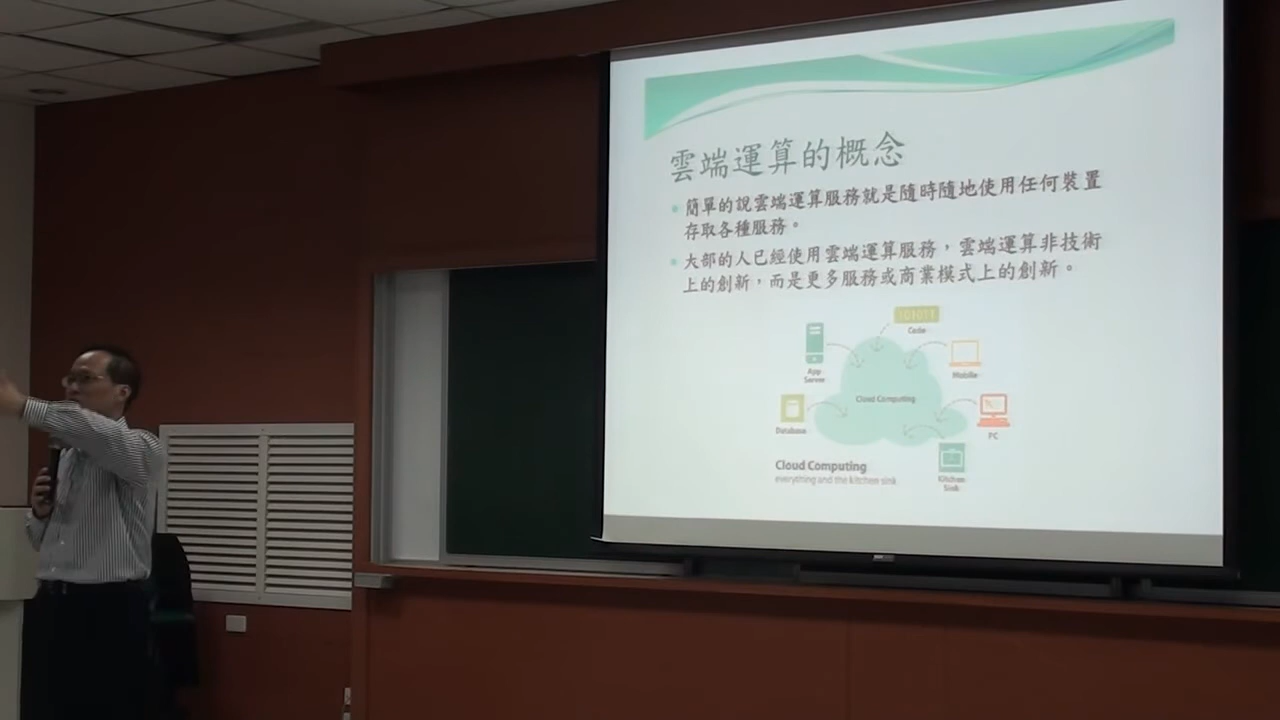 雲端運算的概念
簡單的說雲端運算服務就是隨時隨地使用任何裝置
存取各種服務。
大部的人已經使用雲端運算服務，雲端運算非技術
上的創新，而是更多服務或商業模式上的創新。
Code
App
Server
Mobile
Cloud Computing
Database
PC
Cloud Computing
everything and the kitchen sink
Kitchen
Sink